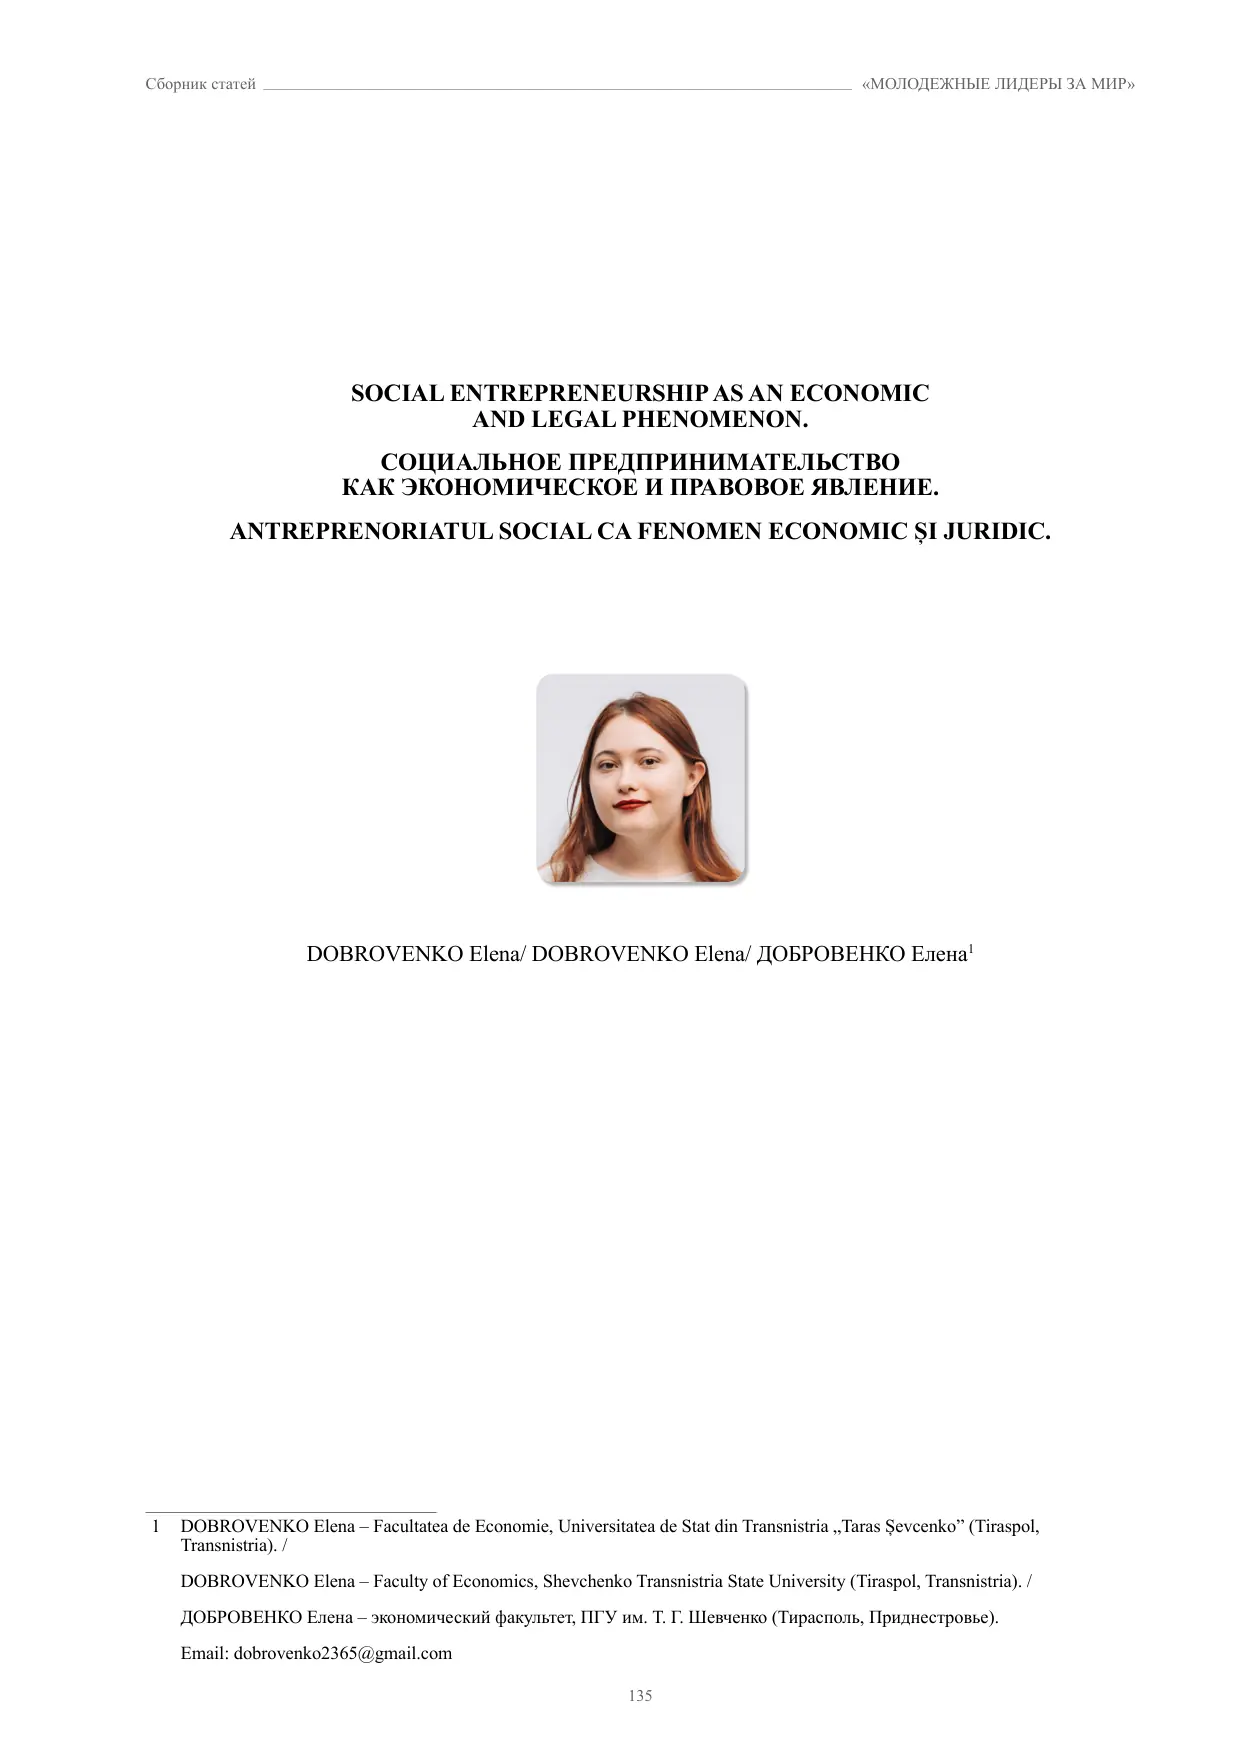 Сборник статей «МОЛОДЕЖНЫЕ ЛИДЕРЫ ЗА МИР»
SOCIAL ENTREPRENEURSHIP AS AN ECONOMIC
AND LEGAL PHENOMENON.
СОЦИАЛЬНОЕ ПРЕДПРИНИМАТЕЛЬСТВО
КАК ЭКОНОМИЧЕСКОЕ И ПРАВОВОЕ ЯВЛЕНИЕ.
ANTREPRENORIATUL SOCIAL CA FENOMEN ECONOMIC ȘI JURIDIC.
DOBROVENKO Elena/ DOBROVENKO Elena/ ДОБРОВЕНКО Елена1
1 DOBROVENKO Elena – Facultatea de Economie, Universitatea de Stat din Transnistria „Taras Șevcenko” (Tiraspol,
Transnistria). /
DOBROVENKO Elena – Faculty of Economics, Shevchenko Transnistria State University (Tiraspol, Transnistria). /
ДОБРОВЕНКО Елена – экономический факультет, ПГУ им. Т. Г. Шевченко (Тирасполь, Приднестровье).
Email: dobrovenko2365@gmail.com
135